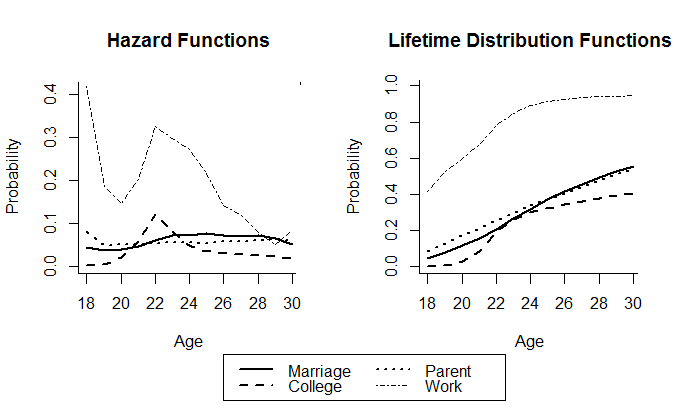 Hazard Functions
Probability
0.0 0.1 0.2 0.3 0.4
18 20 22 24 26 28 30
Age
Lifetime Distribution Functions
Probability
0.0 0.2 0.4 0.6 0.8 1.0
18 20 22 24 26 28 30
Age
Marriage Parent
College Work